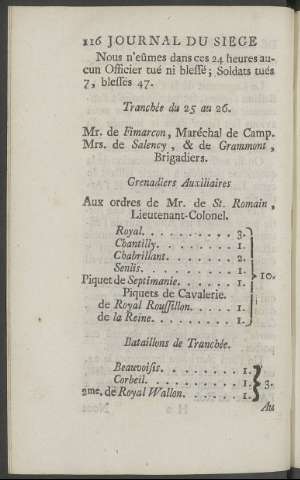 116 JOURNAL DU SIEGE
Nous n'eûmes dans ces 24 heures au-
cun Officier tué ni blessé ; Soldats tués
7, blessés 47.
Tranchée du 25 au 26.
Mr. de Fimarcon, Maréchal de Camp.
Mrs. de Salency, & de Grammont,
Brigadiers.
Grenadiers Auxiliaires
Aux ordres de Mr. de St. Romain,
Lieutenant-Colonel.
Royal. . . . . . . . . . 3.
Chantilly. . . . . . . . 1.
Chabrillant. . . . . . . 2.
Senlis. . . . . . . . . . 1.
Piquet de Septimanie. . . . . . 1. } 10.
Piquets de Cavalerie.
de Royal Roussillon. . . . . 1.
de la Reine. . . . . . . . 1.
Bataillons de Tranchée.
Beauvoisis. . . . . . . . 1.
Corbeil. . . . . . . . . 1. } 3.
2me. de Royal Wallon. . . . . . 1.
Au